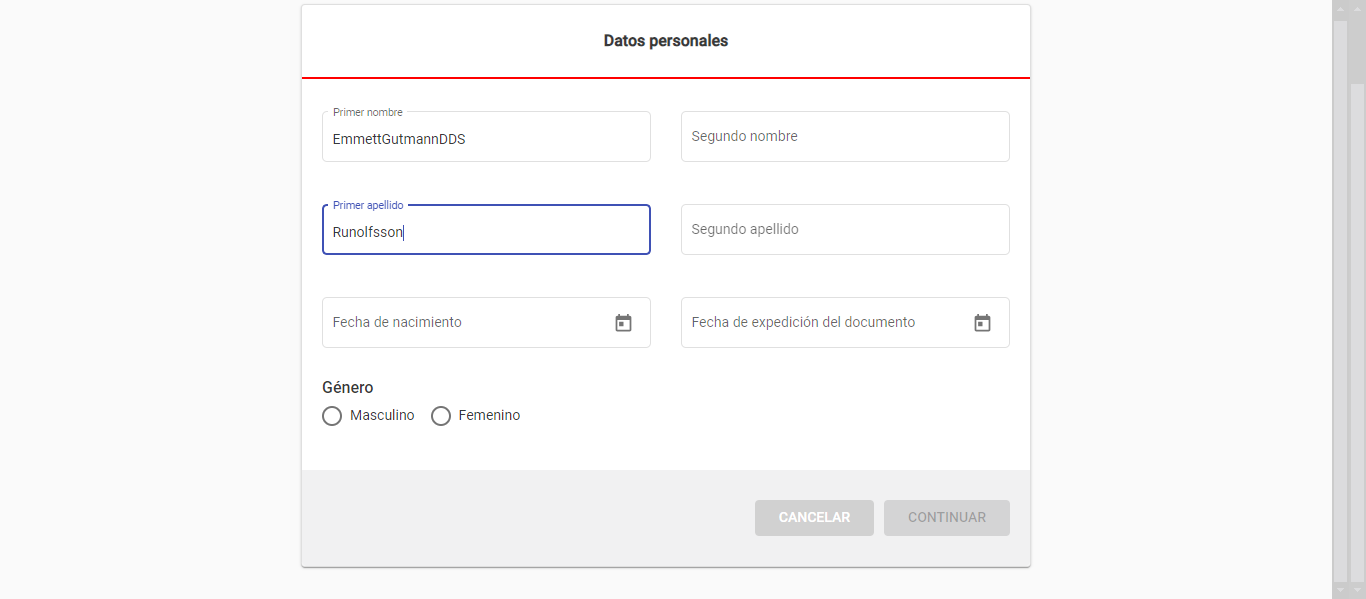 Datos personales
Primer nombre
EmmettGutmannDDS
Segundo nombre
Primer apellido
Runolfsson
Segundo apellido
Fecha de nacimiento
Fecha de expedición del documento
Género
Masculino Femenino
CANCELAR CONTINUAR